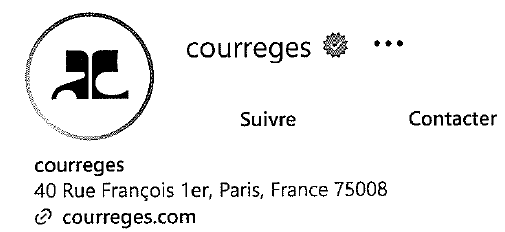 courreges
Suivre Contacter
courreges
40 Rue François 1er, Paris, France 75008
courreges.com